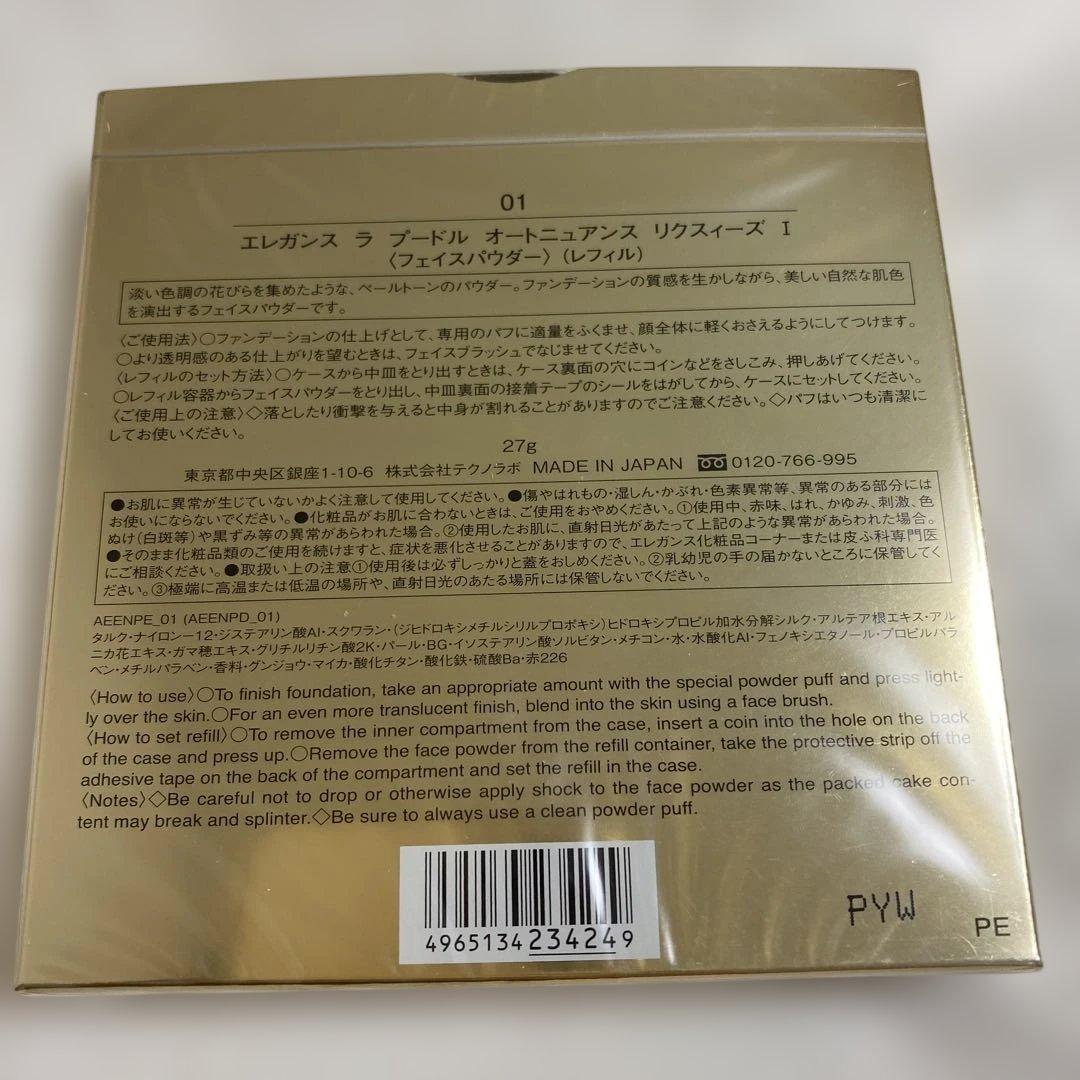 01
エレガンス ラ プードル オートニュアンス リクスィーズ I
〈フェイスパウダー〉(レフィル)
淡い色調の花びらを集めたような、ペールトーンのパウダー。ファンデーションの質感を生かしながら、美しい自然な肌色
を演出するフェイスパウダーです。
〈ご使用法〉○ファンデーションの仕上げとして、専用のパフに適量をふくませ、顔全体に軽くおさえるようにしてつけます。
○より透明感のある仕上がりを望むときは、フェイスブラッシュでなじませてください。
〈レフィルのセット方法〉○ケースから中皿をとり出すときは、ケース裏面の穴にコインなどをさしこみ、押しあげてください。
○レフィル容器からフェイスパウダーをとり出し、中皿裏面の接着テープのシールをはがしてから、ケースにセットしてください。
〈ご使用上の注意〉◇落としたり衝撃を与えると中身が割れることがありますのでご注意ください。◇パフはいつも清潔に
してお使いください。
27g
東京都中央区銀座1-10-6 株式会社テクノラボ MADE IN JAPAN 0120-766-995
●お肌に異常が生じていないかよく注意して使用してください。●傷やはれもの・湿しん・かぶれ・色素異常等、異常のある部分には
お使いにならないでください。●化粧品がお肌に合わないときは、ご使用をおやめください。①使用中、赤味、はれ、かゆみ、刺激、色
ぬけ(白斑等)や黒ずみ等の異常があらわれた場合。②使用したお肌に、直射日光があたって上記のような異常があらわれた場合。
●そのまま化粧品類のご使用を続けますと、症状を悪化させることがありますので、エレガンス化粧品コーナーまたは皮ふ科専門医
にご相談ください。●取扱い上の注意①使用後は必ずしっかりと蓋をおしめください。②乳幼児の手の届かないところに保管してく
ださい。③極端に高温または低温の場所や、直射日光のあたる場所には保管しないでください。
AEENPE_01 (AEENPD_01)
タルク・ナイロン−12・ジステアリン酸Al・スクワラン・(ジヒドロキシメチルシリルプロポキシ)ヒドロキシプロピル加水分解シルク・アルテア根エキス・アル
ニカ花エキス・ガマ穂エキス・グリチルリチン酸2K・パール・BG・イソステアリン酸ソルビタン・メチコン・水・水酸化Al・フェノキシエタノール・プロピルパラ
ベン・メチルパラベン・香料・グンジョウ・マイカ・酸化チタン・酸化鉄・硫酸Ba・赤226
〈How to use〉○To finish foundation, take an appropriate amount with the special powder puff and press light-
ly over the skin.○For an even more translucent finish, blend into the skin using a face brush.
〈How to set refill〉○To remove the inner compartment from the case, insert a coin into the hole on the back
of the case and press up.○Remove the face powder from the refill container, take the protective strip off the
adhesive tape on the back of the compartment and set the refill in the case.
〈Notes〉◇Be careful not to drop or otherwise apply shock to the face powder as the packed cake con-
tent may break and splinter.◇Be sure to always use a clean powder puff.
4965134234249
PYW
PE